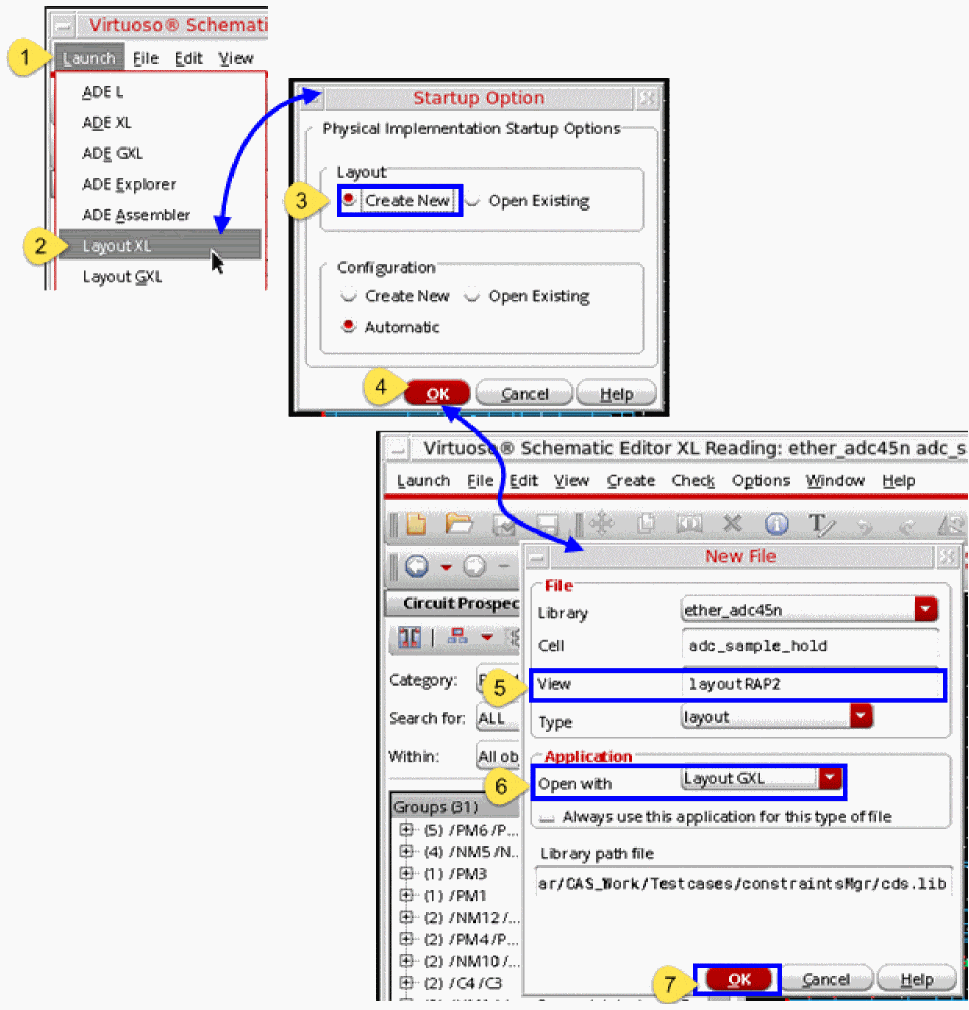 Virtuoso® Schemati
1
Launch File Edit View
ADE L
ADE XL
ADE GXL
ADE Explorer
ADE Assembler
2
Layout XL
Layout GXL
Startup Option
Physical Implementation Startup Options
Layout
3
Create New Open Existing
Configuration
Create New Open Existing
Automatic
4
OK Cancel Help
Virtuoso® Schematic Editor XL Reading: ether_adc45n adc_s
Launch File Edit View Create Check Options Window Help
Circuit Prospec
Category:
Search for: ALL
Within: All ob
Groups (31)
(5) /PM6 /P...
(4) /NM5 /N..
(1) /PM3
(1) /PM1
(2) /NM12 /...
(2) /PM4 /P...
(2) /NM10 /...
(2) /C4 /C3
New File
File
Library ether_adc45n
Cell adc_sample_hold
5
View layoutRAP2
Type layout
Application
6
Open with Layout GXL
Always use this application for this type of file
Library path file
ar/CAS_Work/Testcases/constraintsMgr/cds.lib
7
OK Cancel Help